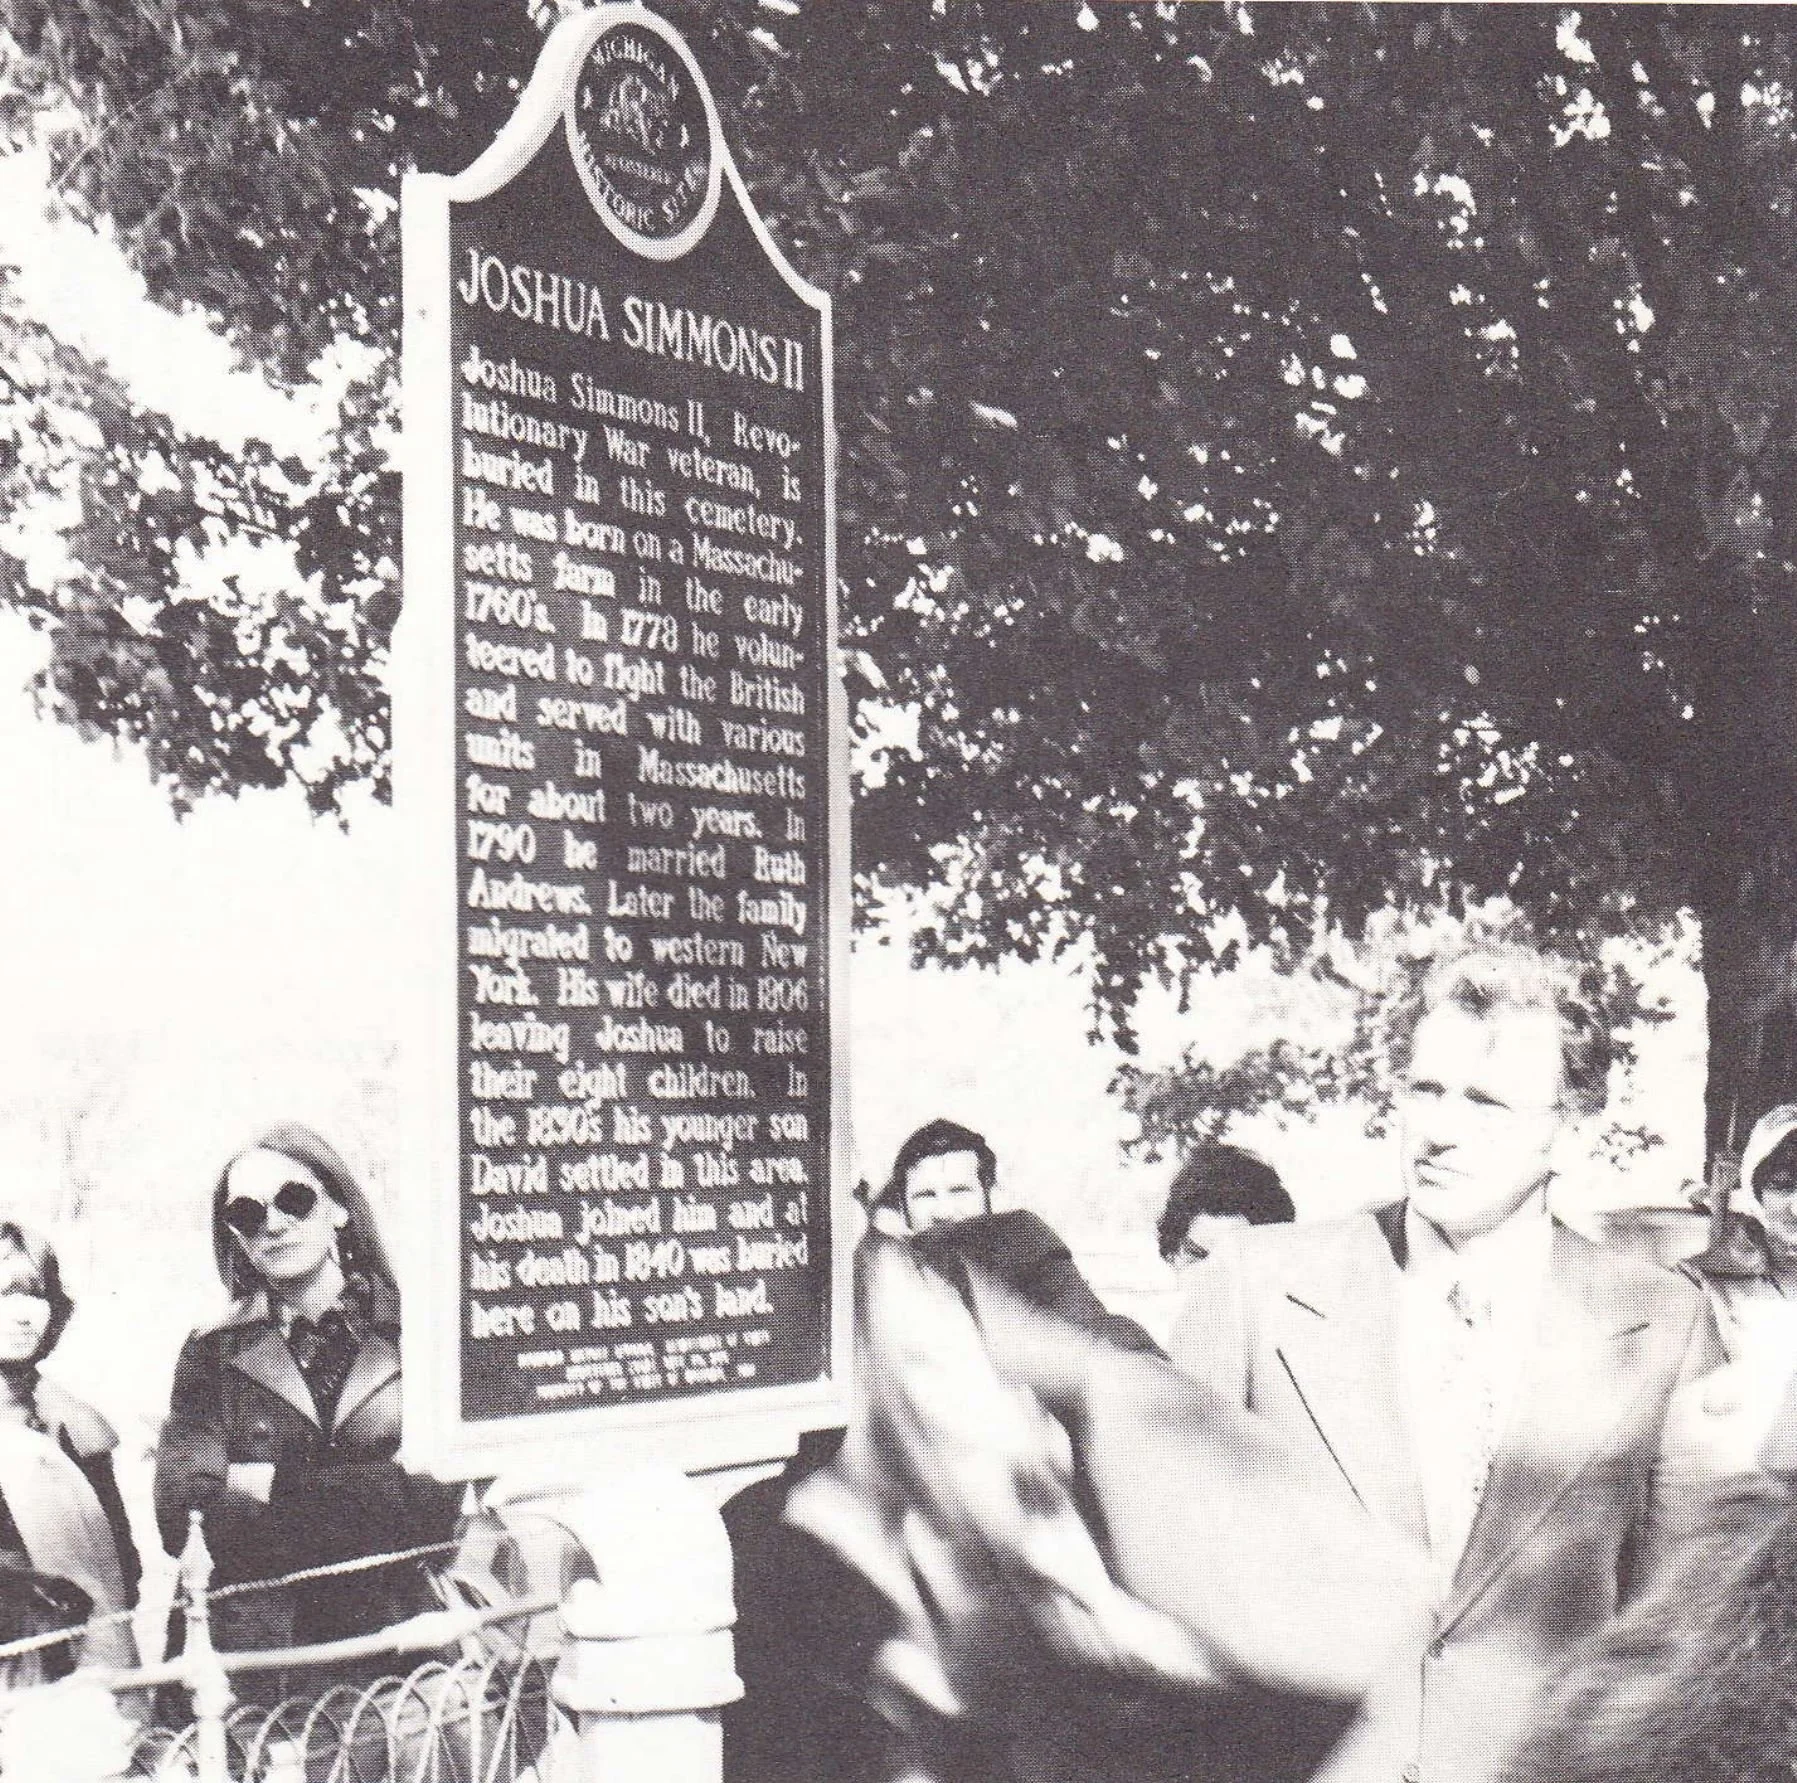 MICHIGAN
REGISTERED
HISTORIC SITE
JOSHUA SIMMONS II
Joshua Simmons II, Revo-
lutionary War veteran, is
buried in this cemetery.
He was born on a Massachu-
setts farm in the early
1760's. In 1778 he volun-
teered to fight the British
and served with various
units in Massachusetts
for about two years. In
1790 he married Ruth
Andrews. Later the family
migrated to western New
York. His wife died in 1806
leaving Joshua to raise
their eight children. In
the 1830's his younger son
David settled in this area.
Joshua joined him and at
his death in 1840 was buried
here on his son's land.